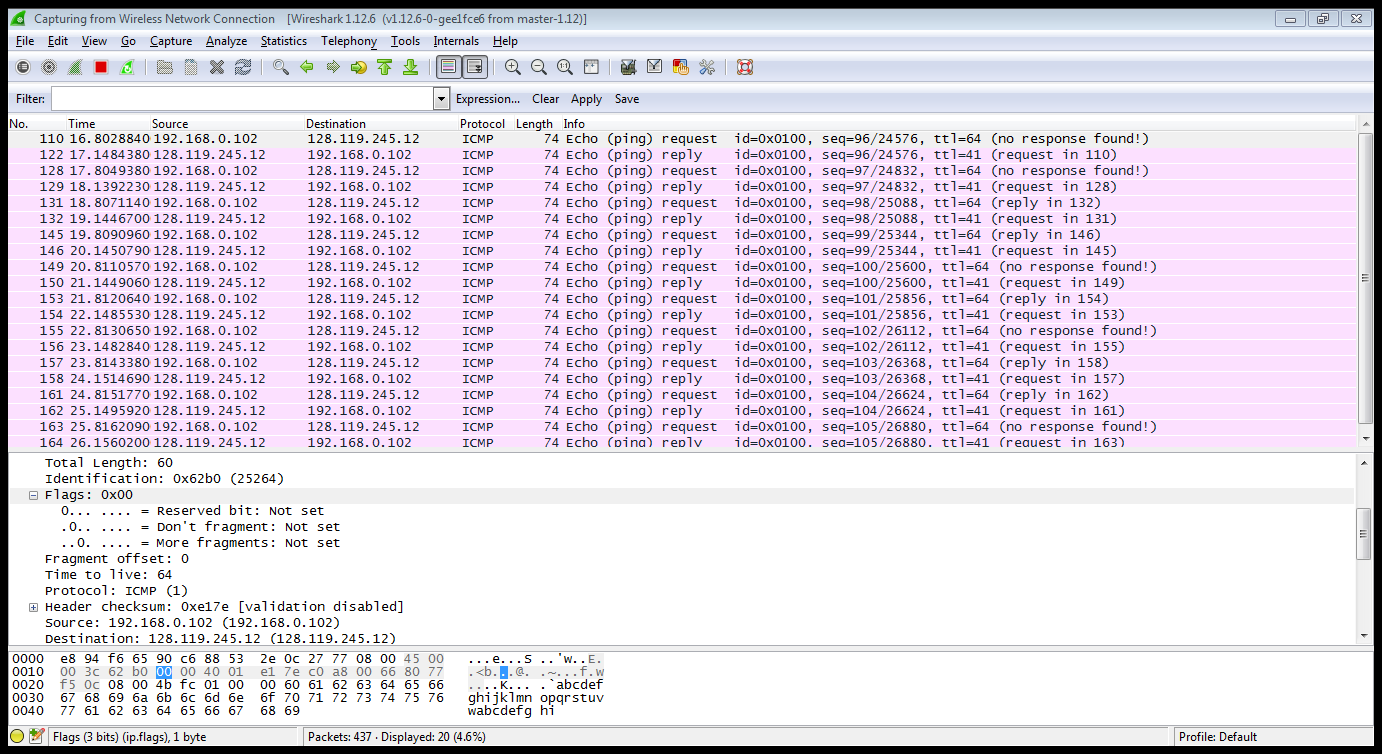 Capturing from Wireless Network Connection [Wireshark 1.12.6 (v1.12.6-0-gee1fce6 from master-1.12)]
File Edit View Go Capture Analyze Statistics Telephony Tools Internals Help
Filter: Expression... Clear Apply Save
No. Time Source Destination Protocol Length Info
110 16.8028840 192.168.0.102 128.119.245.12 ICMP 74 Echo (ping) request id=0x0100, seq=96/24576, ttl=64 (no response found!)
122 17.1484380 128.119.245.12 192.168.0.102 ICMP 74 Echo (ping) reply id=0x0100, seq=96/24576, ttl=41 (request in 110)
128 17.8049380 192.168.0.102 128.119.245.12 ICMP 74 Echo (ping) request id=0x0100, seq=97/24832, ttl=64 (no response found!)
129 18.1392230 128.119.245.12 192.168.0.102 ICMP 74 Echo (ping) reply id=0x0100, seq=97/24832, ttl=41 (request in 128)
131 18.8071140 192.168.0.102 128.119.245.12 ICMP 74 Echo (ping) request id=0x0100, seq=98/25088, ttl=64 (reply in 132)
132 19.1446700 128.119.245.12 192.168.0.102 ICMP 74 Echo (ping) reply id=0x0100, seq=98/25088, ttl=41 (request in 131)
145 19.8090960 192.168.0.102 128.119.245.12 ICMP 74 Echo (ping) request id=0x0100, seq=99/25344, ttl=64 (reply in 146)
146 20.1450790 128.119.245.12 192.168.0.102 ICMP 74 Echo (ping) reply id=0x0100, seq=99/25344, ttl=41 (request in 145)
149 20.8110570 192.168.0.102 128.119.245.12 ICMP 74 Echo (ping) request id=0x0100, seq=100/25600, ttl=64 (no response found!)
150 21.1449060 128.119.245.12 192.168.0.102 ICMP 74 Echo (ping) reply id=0x0100, seq=100/25600, ttl=41 (request in 149)
153 21.8120640 192.168.0.102 128.119.245.12 ICMP 74 Echo (ping) request id=0x0100, seq=101/25856, ttl=64 (reply in 154)
154 22.1485530 128.119.245.12 192.168.0.102 ICMP 74 Echo (ping) reply id=0x0100, seq=101/25856, ttl=41 (request in 153)
155 22.8130650 192.168.0.102 128.119.245.12 ICMP 74 Echo (ping) request id=0x0100, seq=102/26112, ttl=64 (no response found!)
156 23.1482840 128.119.245.12 192.168.0.102 ICMP 74 Echo (ping) reply id=0x0100, seq=102/26112, ttl=41 (request in 155)
157 23.8143380 192.168.0.102 128.119.245.12 ICMP 74 Echo (ping) request id=0x0100, seq=103/26368, ttl=64 (reply in 158)
158 24.1514690 128.119.245.12 192.168.0.102 ICMP 74 Echo (ping) reply id=0x0100, seq=103/26368, ttl=41 (request in 157)
161 24.8151770 192.168.0.102 128.119.245.12 ICMP 74 Echo (ping) request id=0x0100, seq=104/26624, ttl=64 (reply in 162)
162 25.1495920 128.119.245.12 192.168.0.102 ICMP 74 Echo (ping) reply id=0x0100, seq=104/26624, ttl=41 (request in 161)
163 25.8162090 192.168.0.102 128.119.245.12 ICMP 74 Echo (ping) request id=0x0100, seq=105/26880, ttl=64 (no response found!)
164 26.1560200 128.119.245.12 192.168.0.102 ICMP 74 Echo (ping) reply id=0x0100, seq=105/26880, ttl=41 (request in 163)
Total Length: 60
Identification: 0x62b0 (25264)
Flags: 0x00
0... .... = Reserved bit: Not set
.0.. .... = Don't fragment: Not set
..0. .... = More fragments: Not set
Fragment offset: 0
Time to live: 64
Protocol: ICMP (1)
Header checksum: 0xe17e [validation disabled]
Source: 192.168.0.102 (192.168.0.102)
Destination: 128.119.245.12 (128.119.245.12)
0000 e8 94 f6 65 90 c6 88 53 2e 0c 27 77 08 00 45 00 ...e...S ..'w..E.
0010 00 3c 62 b0 00 00 40 01 e1 7e c0 a8 00 66 80 77 .<b...@. .~...f.w
0020 f5 0c 08 00 4b fc 01 00 00 60 61 62 63 64 65 66 ....K... .`abcdef
0030 67 68 69 6a 6b 6c 6d 6e 6f 70 71 72 73 74 75 76 ghijklmn opqrstuv
0040 77 61 62 63 64 65 66 67 68 69 wabcdefg hi
Flags (3 bits) (ip.flags), 1 byte Packets: 437 · Displayed: 20 (4.6%) Profile: Default